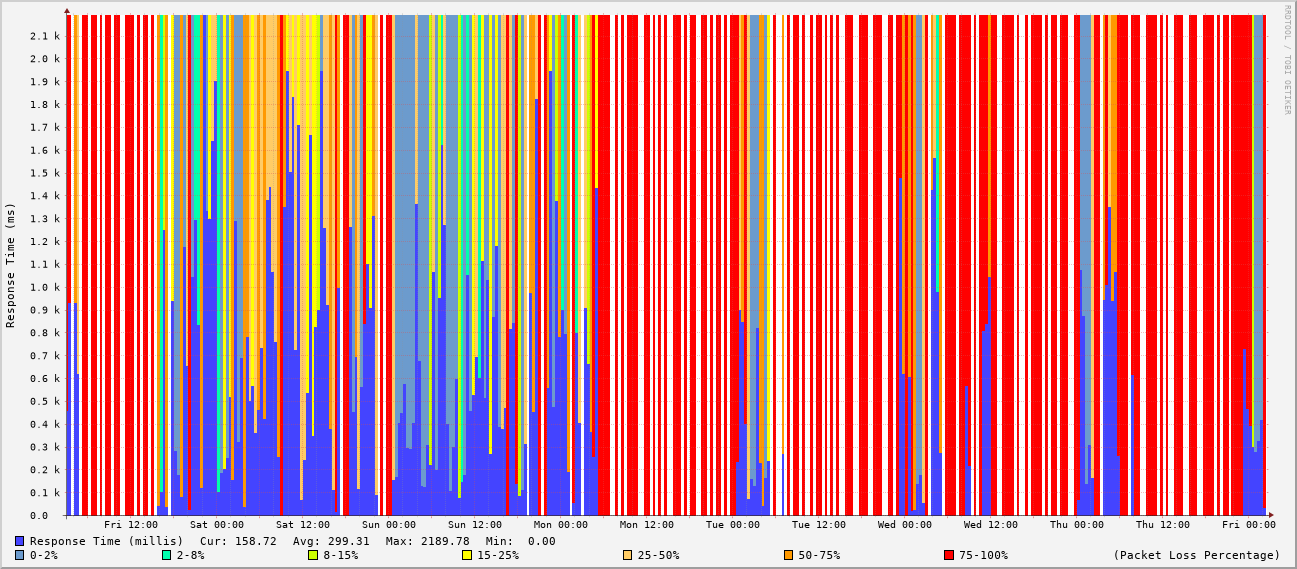 RRDTOOL / TOBI OETIKER
Response Time (ms)
2.1 k
2.0 k
1.9 k
1.8 k
1.7 k
1.6 k
1.5 k
1.4 k
1.3 k
1.2 k
1.1 k
1.0 k
0.9 k
0.8 k
0.7 k
0.6 k
0.5 k
0.4 k
0.3 k
0.2 k
0.1 k
0.0
Fri 12:00 Sat 00:00 Sat 12:00 Sun 00:00 Sun 12:00 Mon 00:00 Mon 12:00 Tue 00:00 Tue 12:00 Wed 00:00 Wed 12:00 Thu 00:00 Thu 12:00 Fri 00:00
Response Time (millis) Cur: 158.72 Avg: 299.31 Max: 2189.78 Min: 0.00
0-2% 2-8% 8-15% 15-25% 25-50% 50-75% 75-100% (Packet Loss Percentage)